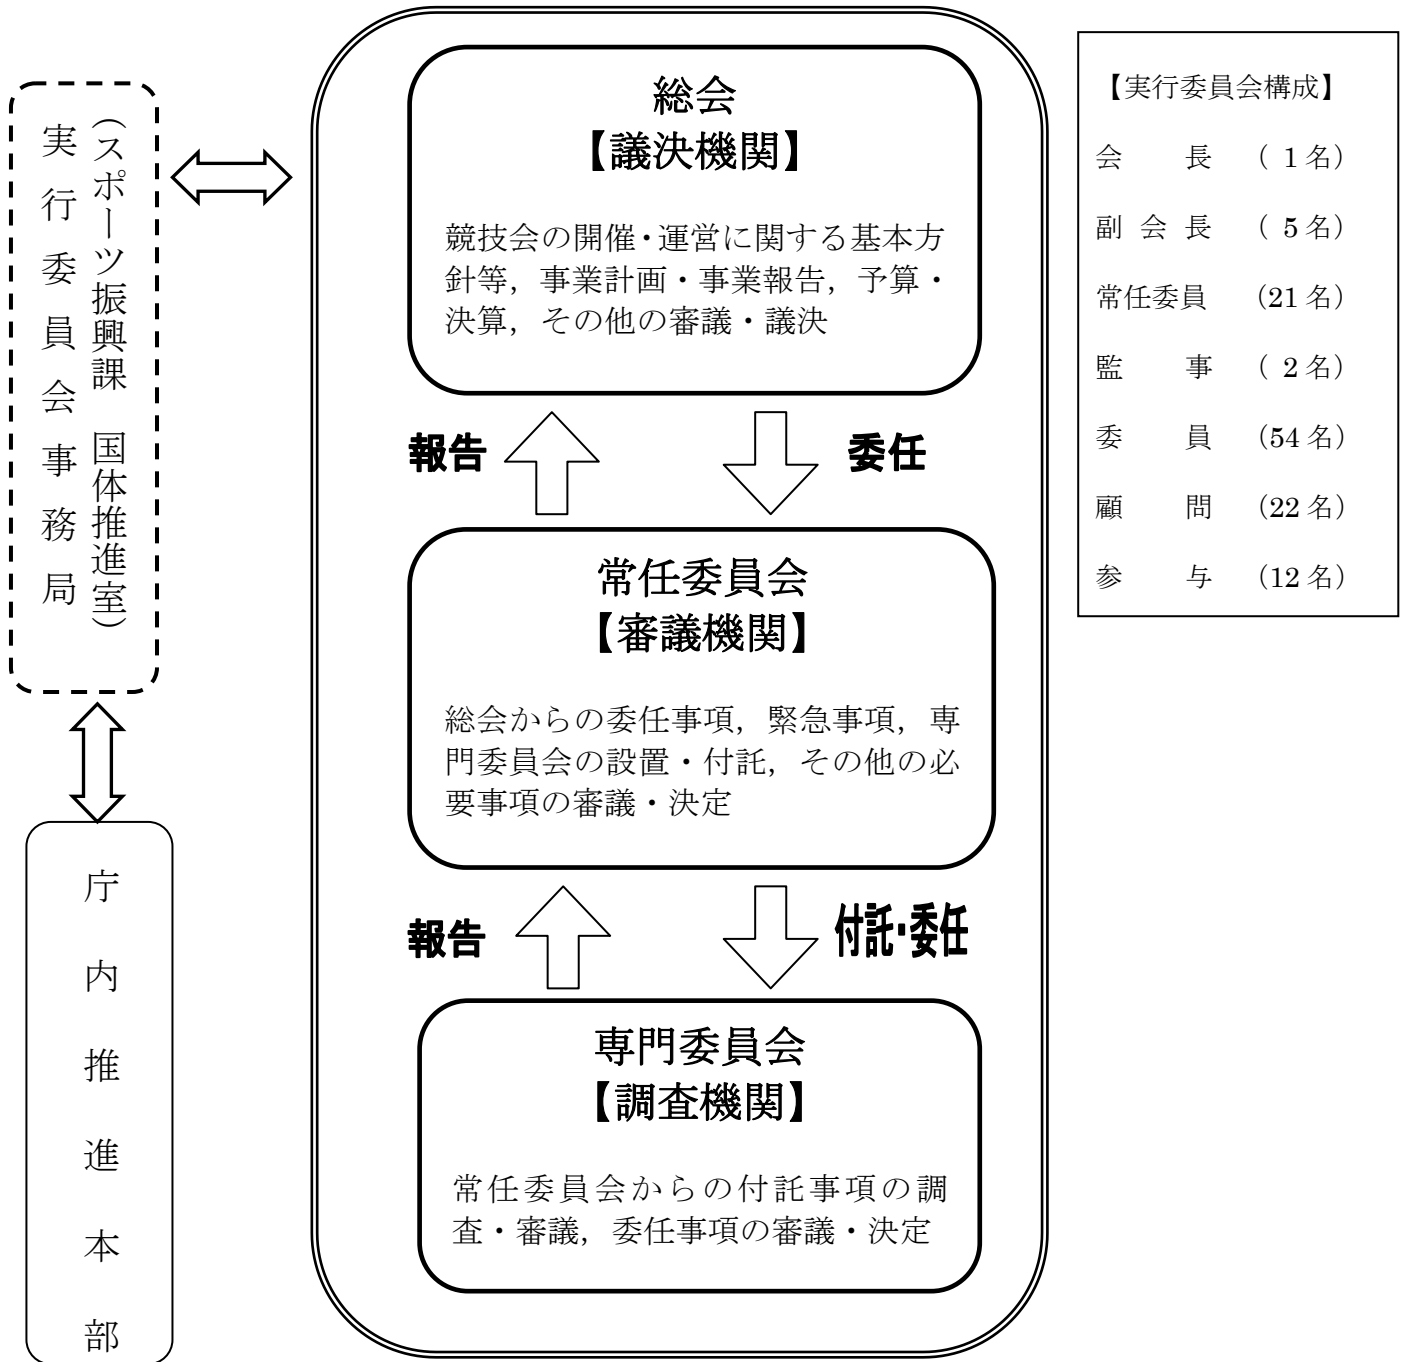 実行委員会事務局
（スポーツ振興課　国体推進室）
庁内推進本部
総会
【議決機関】
競技会の開催・運営に関する基本方
針等，事業計画・事業報告，予算・
決算，その他の審議・議決
報告
委任
常任委員会
【審議機関】
総会からの委任事項，緊急事項，専
門委員会の設置・付託，その他の必
要事項の審議・決定
報告
付託・委任
専門委員会
【調査機関】
常任委員会からの付託事項の調
査・審議，委任事項の審議・決定
【実行委員会構成】
会　　長　（ 1名）
副 会 長　（ 5名）
常任委員　（21名）
監　　事　（ 2名）
委　　員　（54名）
顧　　問　（22名）
参　　与　（12名）